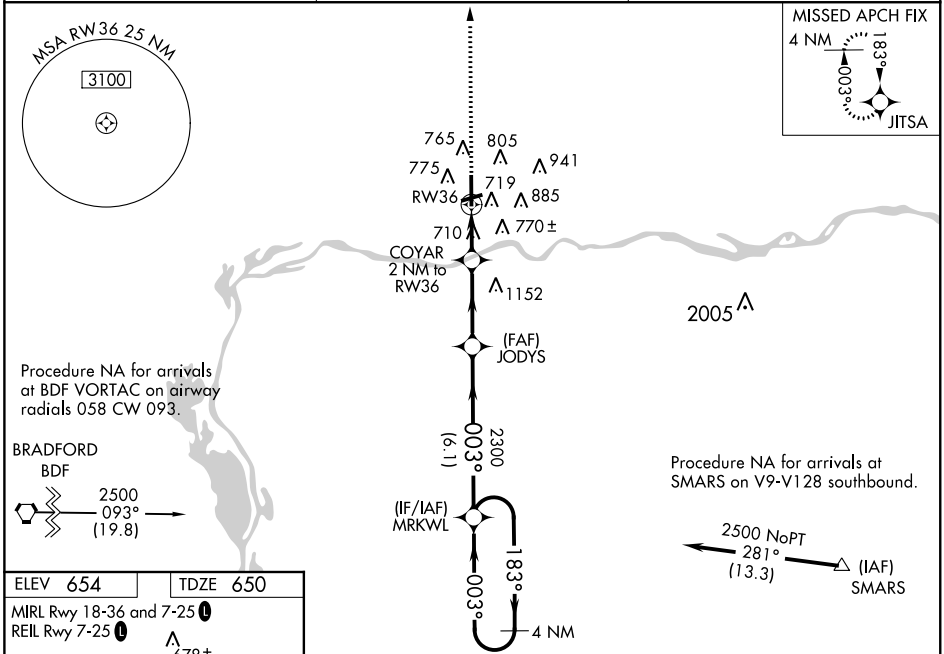 MSA RW36 25 NM
3100
MISSED APCH FIX
4 NM
183°
003°
JITSA
765
805
941
775
719
885
RW36
710
770±
COYAR
2 NM to
RW36
1152
2005
(FAF)
JODYS
Procedure NA for arrivals
at BDF VORTAC on airway
radials 058 CW 093.
BRADFORD
BDF
2500
093°
(19.8)
2300
003°
(6.1)
(IF/IAF)
MRKWL
183°
003°
4 NM
Procedure NA for arrivals at
SMARS on V9-V128 southbound.
2500 NoPT
281°
(13.3)
(IAF)
SMARS
ELEV 654
TDZE 650
MIRL Rwy 18-36 and 7-25 L
REIL Rwy 7-25 L
678±